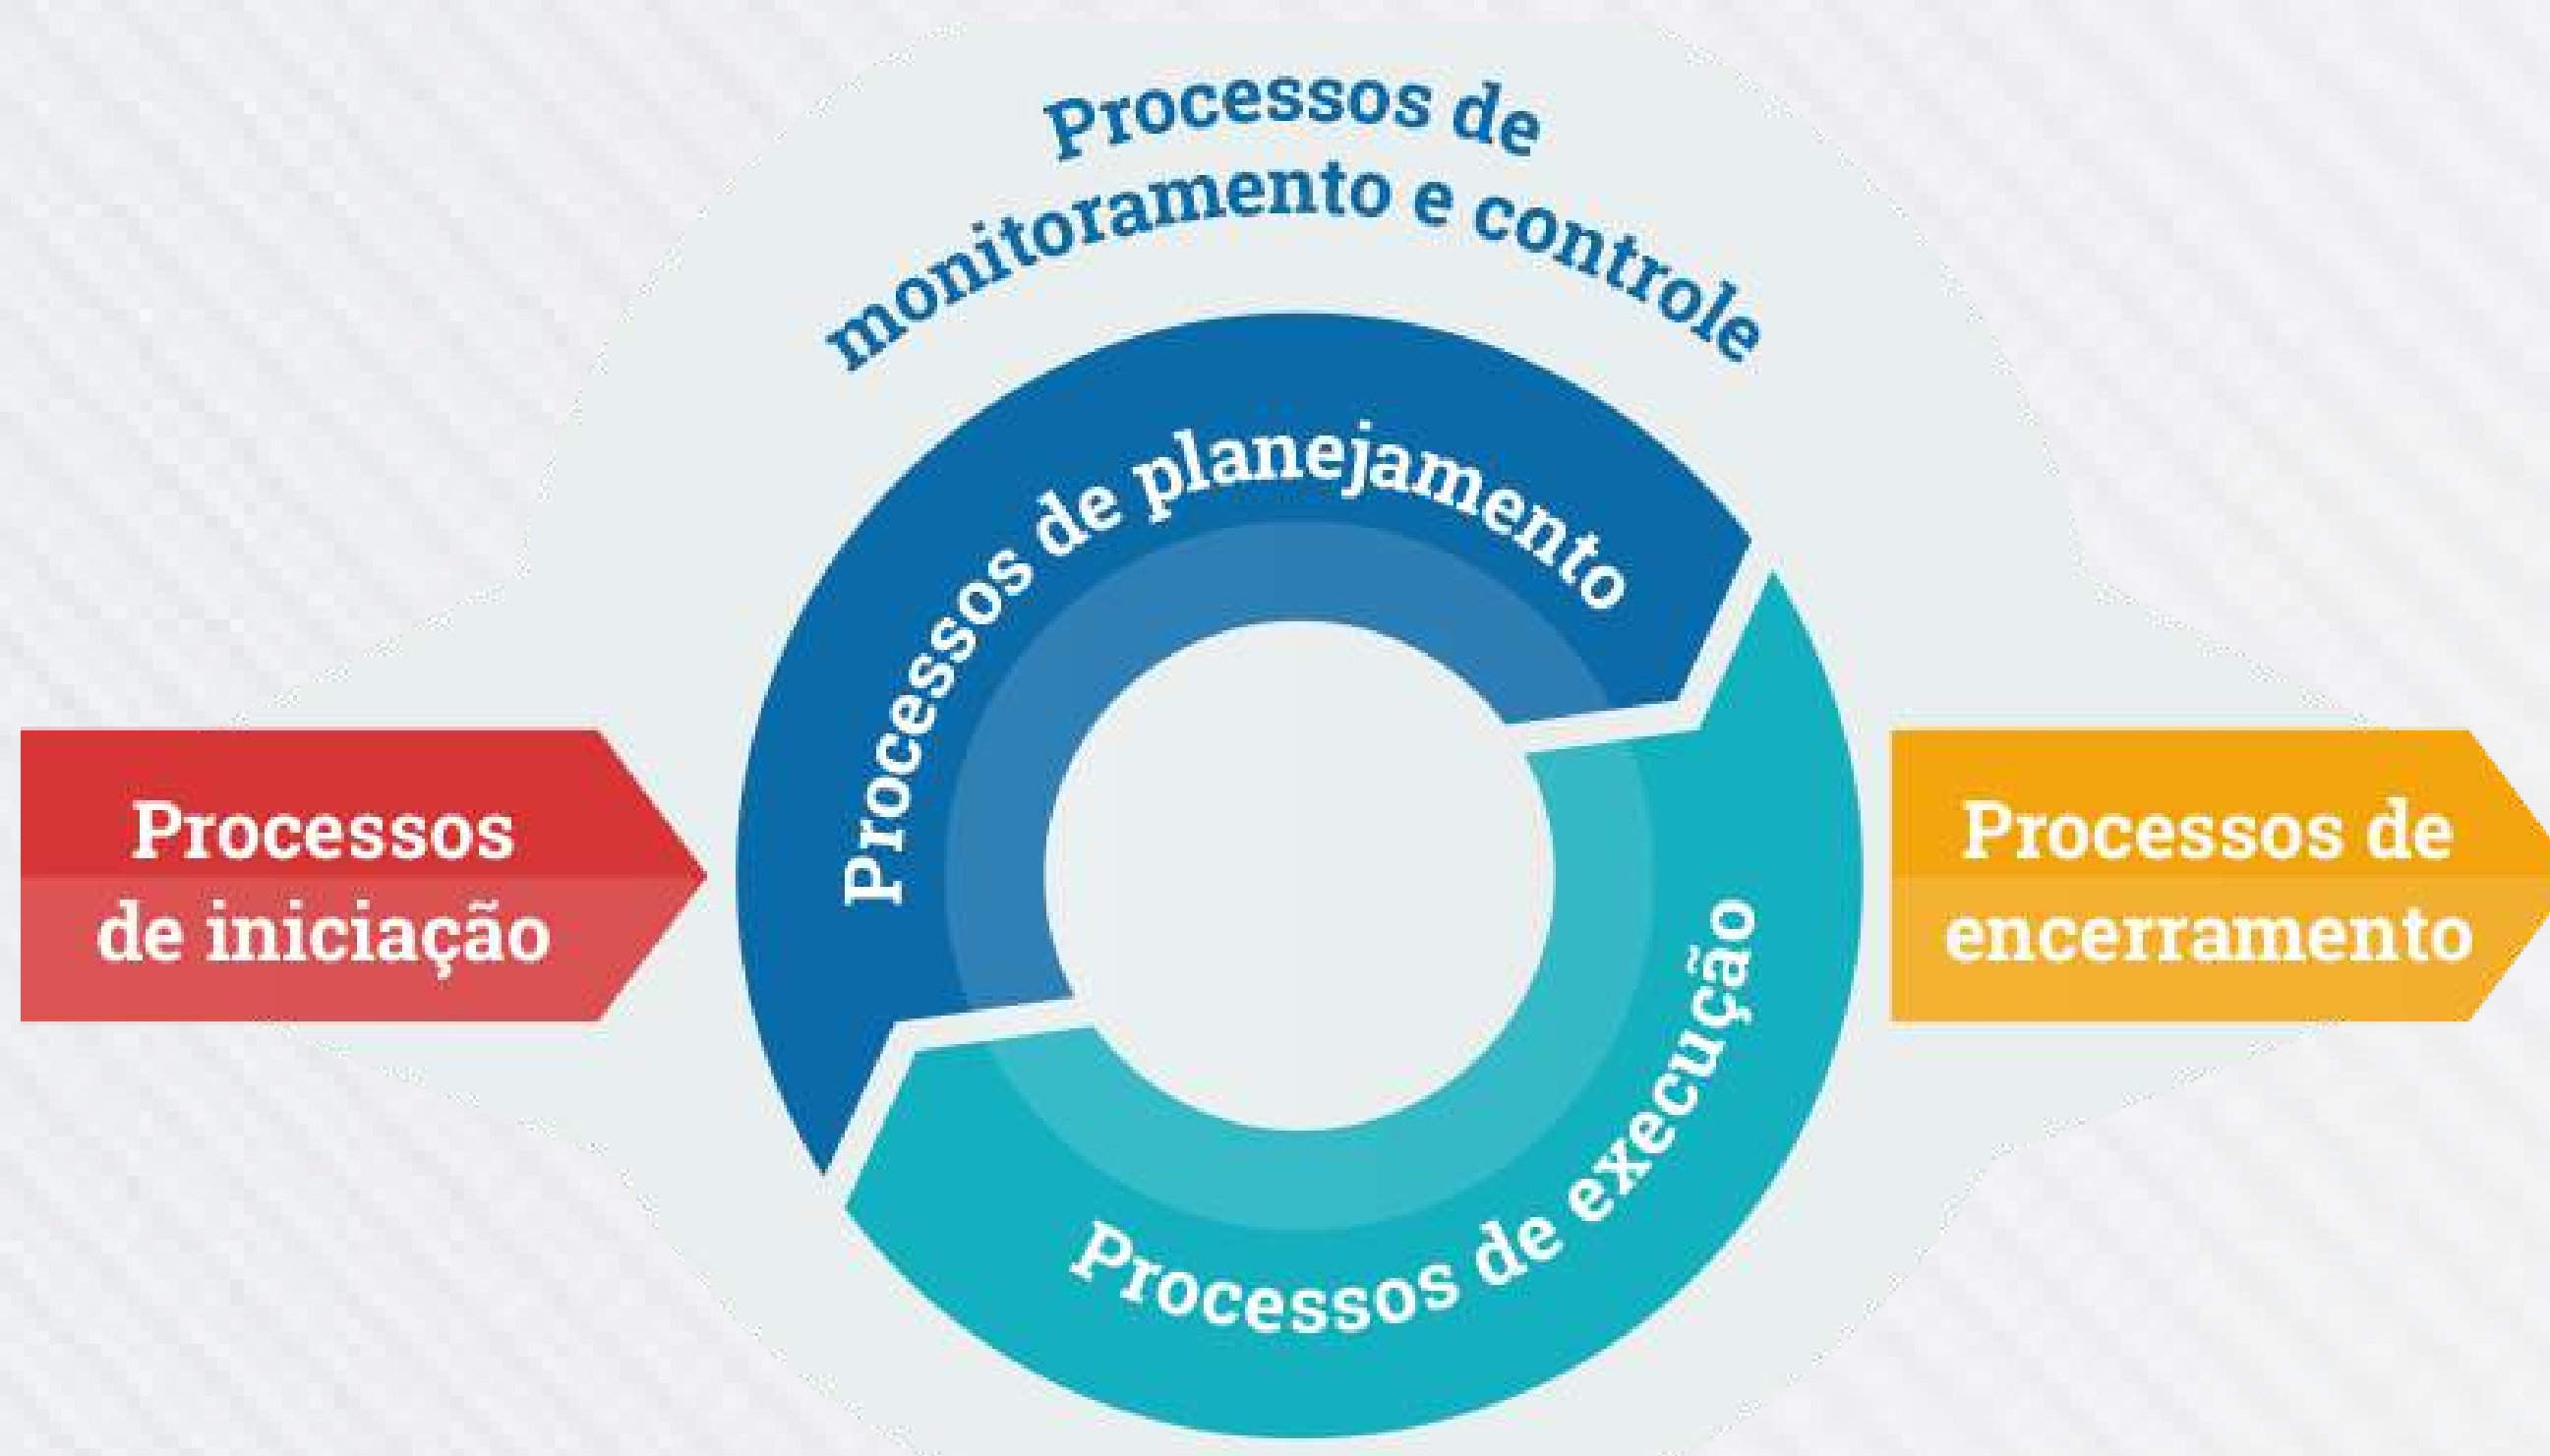 Processos de
monitoramento e controle
Processos de planejamento
Processos
de iniciação
Processos de
encerramento
Processos de execução